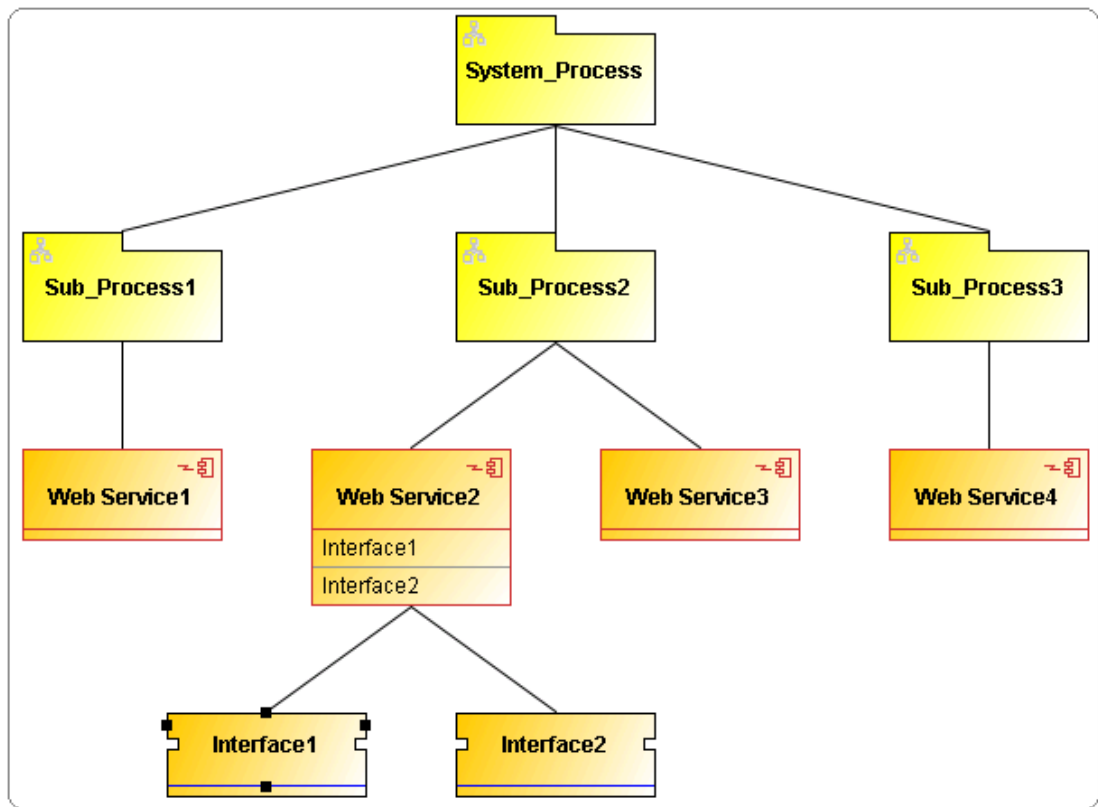 System_Process
Sub_Process1
Sub_Process2
Sub_Process3
Web Service1
Web Service2
Web Service3
Web Service4
Interface1
Interface2
Interface1
Interface2